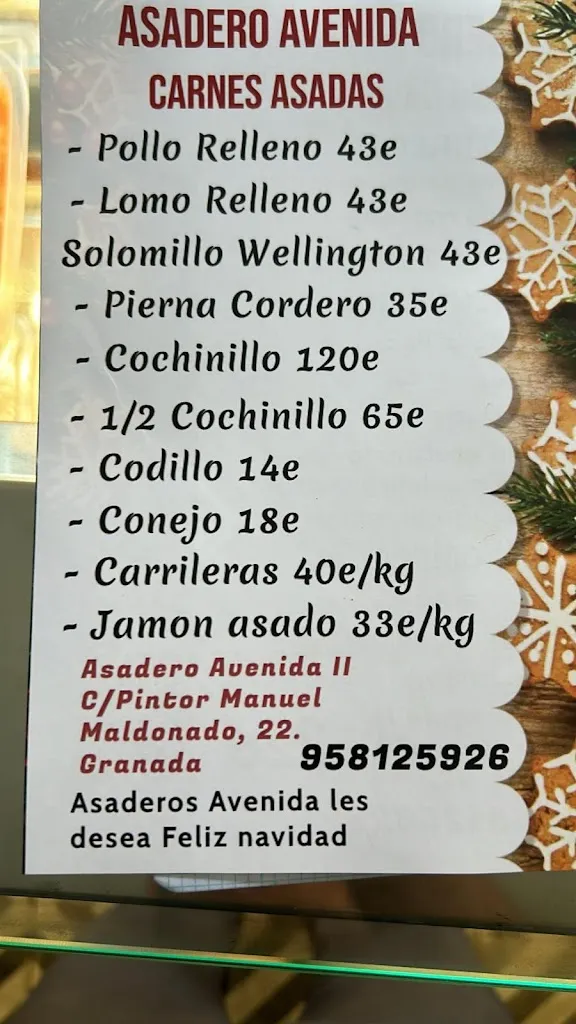 ASADERO AVENIDA
CARNES ASADAS
- Pollo Relleno 43e
- Lomo Relleno 43e
Solomillo Wellington 43e
- Pierna Cordero 35e
- Cochinillo 120e
- 1/2 Cochinillo 65e
- Codillo 14e
- Conejo 18e
- Carrileras 40e/kg
- Jamon asado 33e/kg
Asadero Avenida II
C/Pintor Manuel
Maldonado, 22.
Granada 958125926
Asaderos Avenida les
desea Feliz navidad